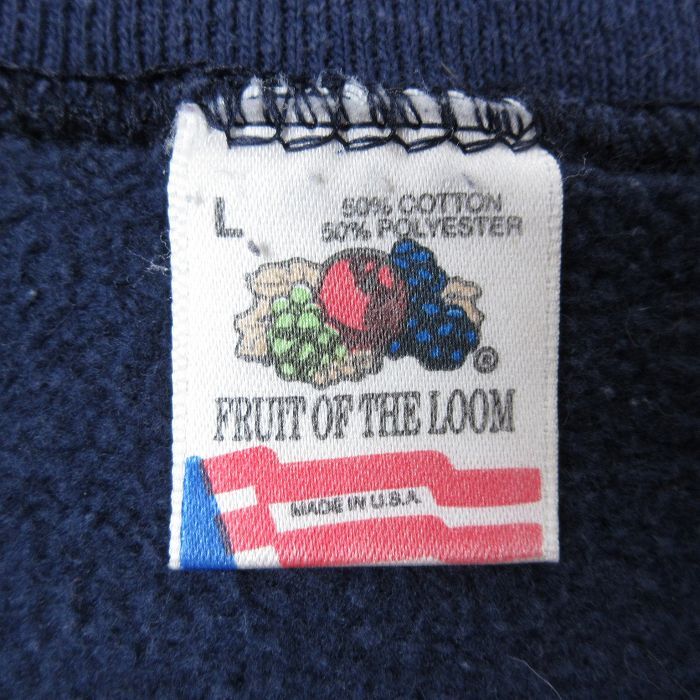 L
50% COTTON
50% POLYESTER
®
FRUIT OF THE LOOM
MADE IN U.S.A.